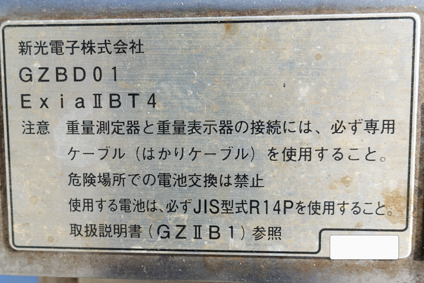 新光電子株式会社
GZBD01
ExiaⅡBT4
注意 重量測定器と重量表示器の接続には、必ず専用
ケーブル(はかりケーブル)を使用すること。
危険場所での電池交換は禁止
使用する電池は、必ずJIS型式R14Pを使用すること。
取扱説明書(GZⅡB1)参照